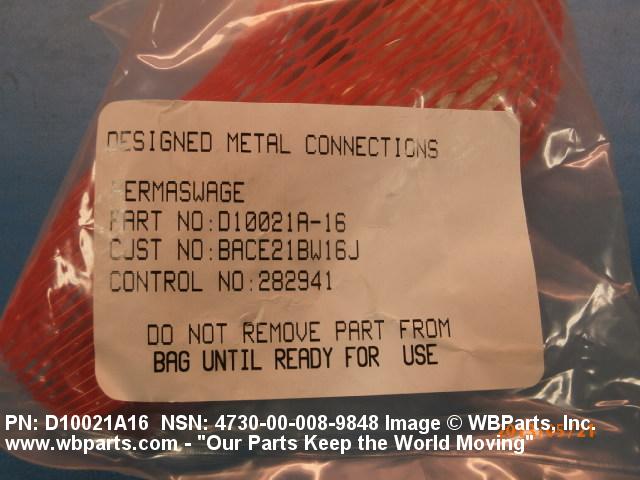 DESIGNED METAL CONNECTIONS
PERMASWAGE
PART NO:D10021A-16
CUST NO:BACE21BW16J
CONTROL NO:282941
DO NOT REMOVE PART FROM
BAG UNTIL READY FOR USE
PN: D10021A16 NSN: 4730-00-008-9848 Image © WBParts, Inc.
www.wbparts.com - "Our Parts Keep the World Moving"